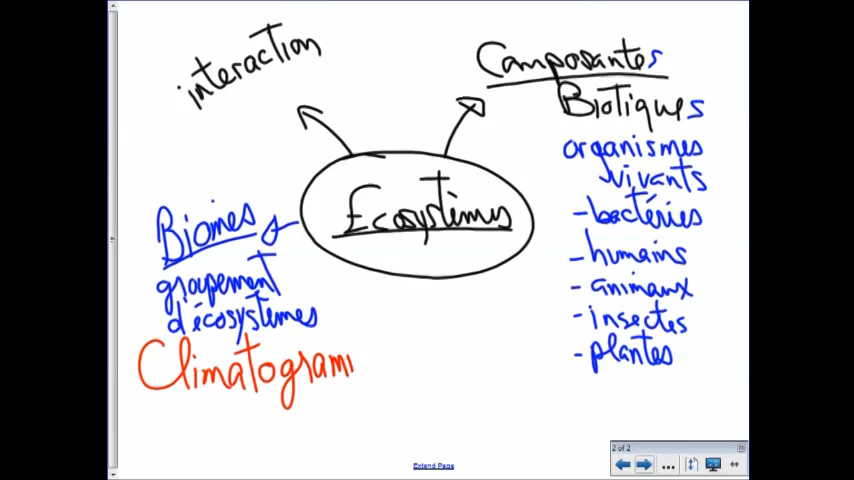 interaction
Composantes
Biotiques
organismes
vivants
- bactéries
- humains
- animaux
- insectes
- plantes
Ecosystèmes
Biomes
groupement
d'écosystèmes
Climatogram
2 of 2
Extend Page